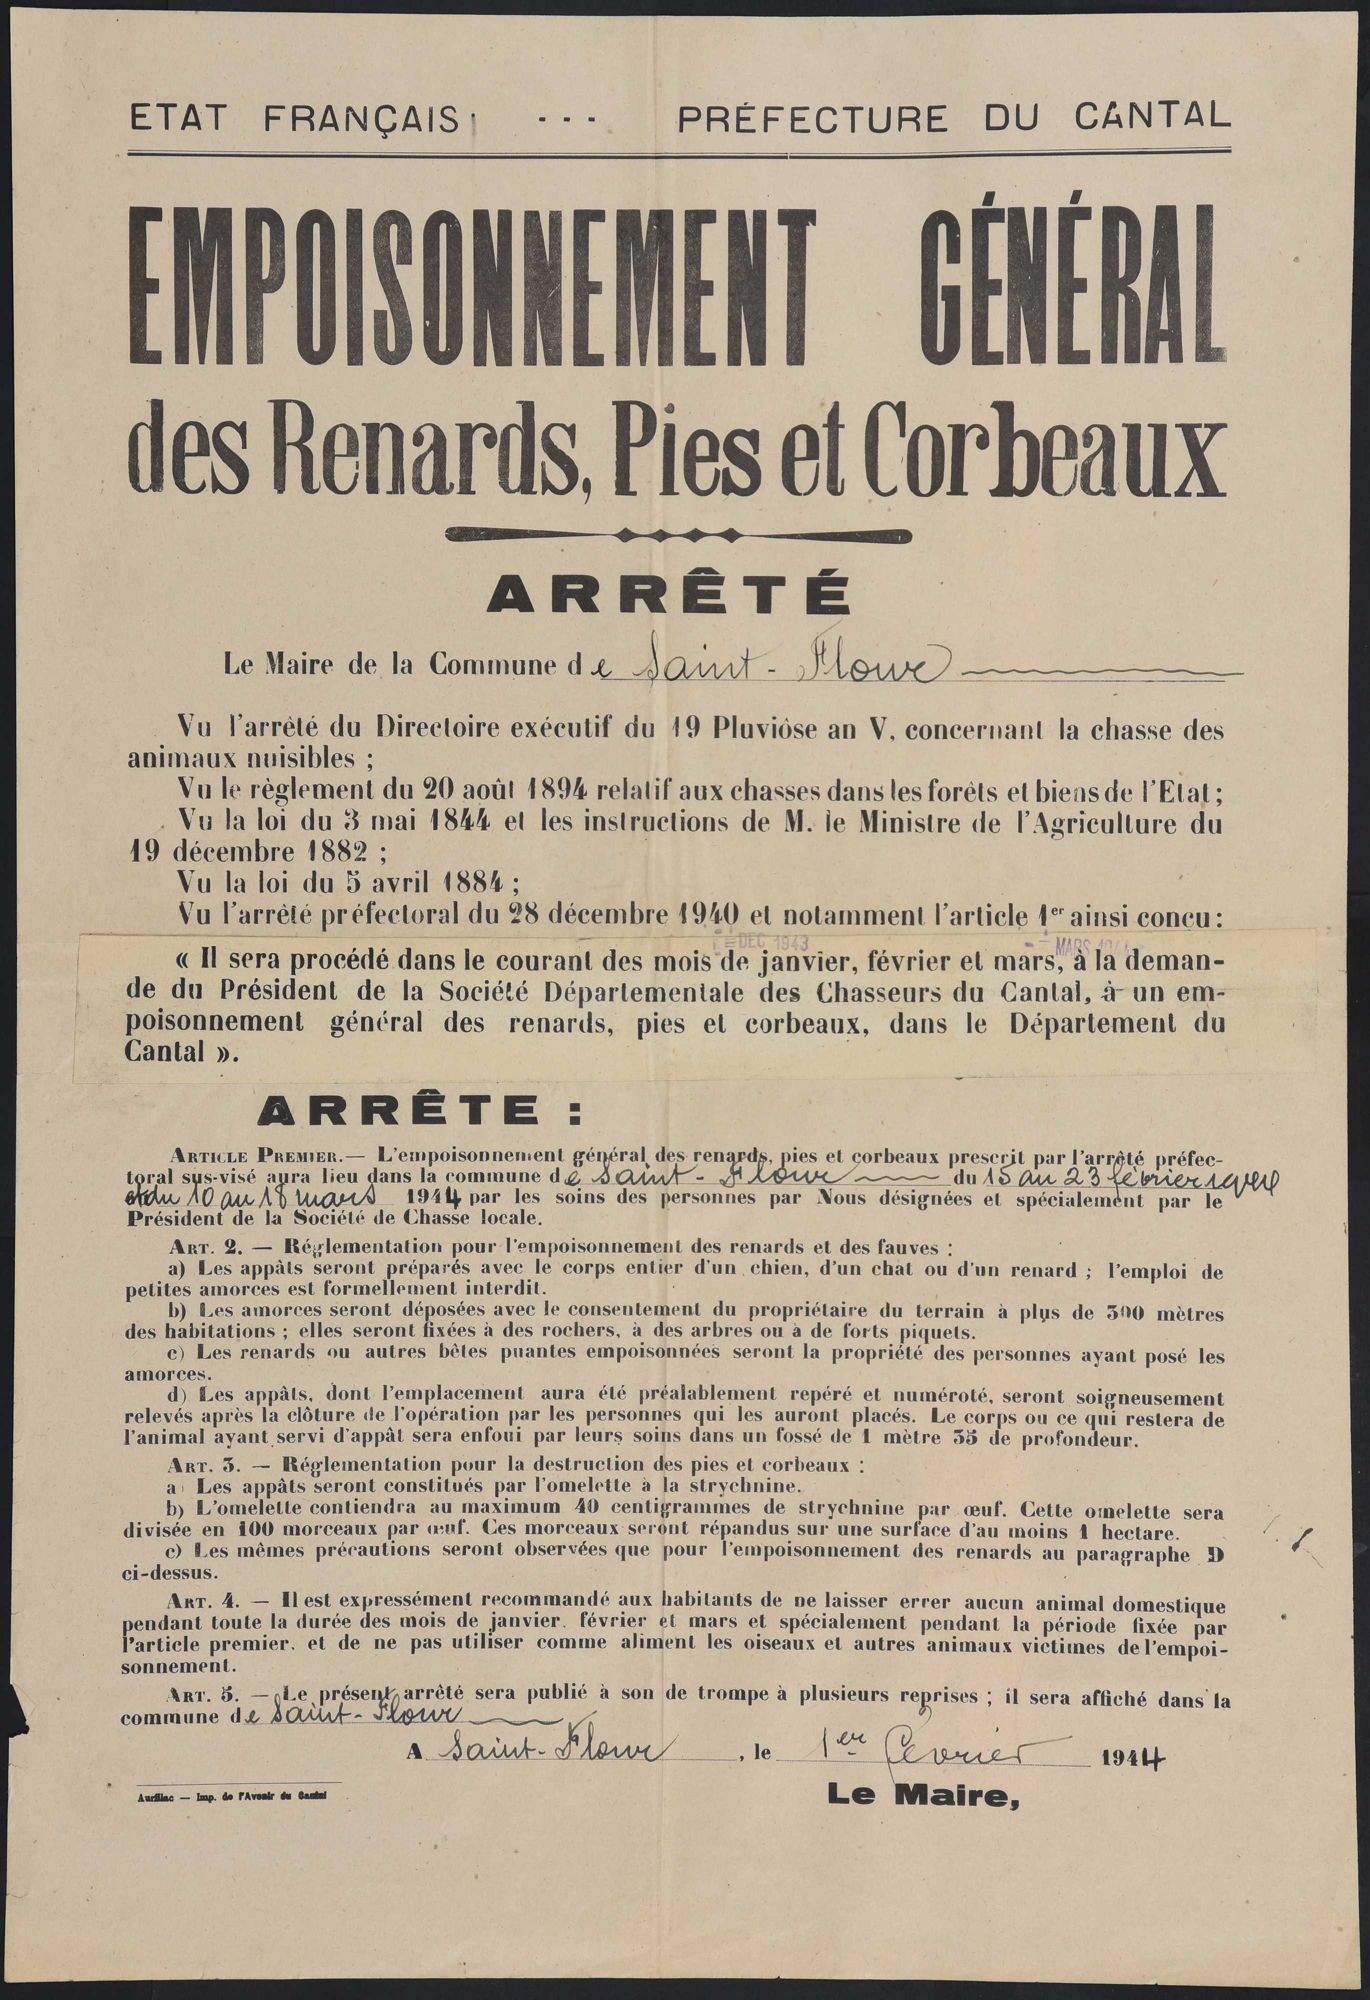 ETAT FRANÇAIS --- PRÉFECTURE DU CANTAL
EMPOISONNEMENT GÉNÉRAL
des Renards, Pies et Corbeaux
ARRÊTÉ
Le Maire de la Commune de Saint-Flour
Vu l'arrêté du Directoire exécutif du 19 Pluviôse an V, concernant la chasse des
animaux nuisibles ;
Vu le règlement du 20 août 1894 relatif aux chasses dans les forêts et biens de l'Etat ;
Vu la loi du 3 mai 1844 et les instructions de M. le Ministre de l'Agriculture du
19 décembre 1882 ;
Vu la loi du 5 avril 1884 ;
Vu l'arrêté préfectoral du 28 décembre 1940 et notamment l'article 1er ainsi concu :
DEC 1943 MARS
« Il sera procédé dans le courant des mois de janvier, février et mars, à la deman-
de du Président de la Société Départementale des Chasseurs du Cantal, à un em-
poisonnement général des renards, pies et corbeaux, dans le Département du
Cantal ».
ARRÊTE :
ARTICLE PREMIER.— L'empoisonnement général des renards, pies et corbeaux prescrit par l'arrêté préfec-
toral sus-visé aura lieu dans la commune de Saint-Flour du 15 au 23 février 1944
et du 10 au 18 mars 1944 par les soins des personnes par Nous désignées et spécialement par le
Président de la Société de Chasse locale.
ART. 2. — Réglementation pour l'empoisonnement des renards et des fauves :
a) Les appâts seront préparés avec le corps entier d'un chien, d'un chat ou d'un renard ; l'emploi de
petites amorces est formellement interdit.
b) Les amorces seront déposées avec le consentement du propriétaire du terrain à plus de 300 mètres
des habitations ; elles seront fixées à des rochers, à des arbres ou à de forts piquets.
c) Les renards ou autres bêtes puantes empoisonnées seront la propriété des personnes ayant posé les
amorces.
d) Les appâts, dont l'emplacement aura été préalablement repéré et numéroté, seront soigneusement
relevés après la clôture de l'opération par les personnes qui les auront placés. Le corps ou ce qui restera de
l'animal ayant servi d'appât sera enfoui par leurs soins dans un fossé de 1 mètre 35 de profondeur.
ART. 3. — Réglementation pour la destruction des pies et corbeaux :
a) Les appâts seront constitués par l'omelette à la strychnine.
b) L'omelette contiendra au maximum 40 centigrammes de strychnine par œuf. Cette omelette sera
divisée en 100 morceaux par œuf. Ces morceaux seront répandus sur une surface d'au moins 1 hectare.
c) Les mêmes précautions seront observées que pour l'empoisonnement des renards au paragraphe D
ci-dessus.
ART. 4. — Il est expressément recommandé aux habitants de ne laisser errer aucun animal domestique
pendant toute la durée des mois de janvier, février et mars et spécialement pendant la période fixée par
l'article premier, et de ne pas utiliser comme aliment les oiseaux et autres animaux victimes de l'empoi-
sonnement.
ART. 5. — Le présent arrêté sera publié à son de trompe à plusieurs reprises ; il sera affiché dans la
commune de Saint-Flour
A Saint-Flour, le 1er février 1944
Le Maire,
Aurillac — Imp. de l'Avenir du Cantal